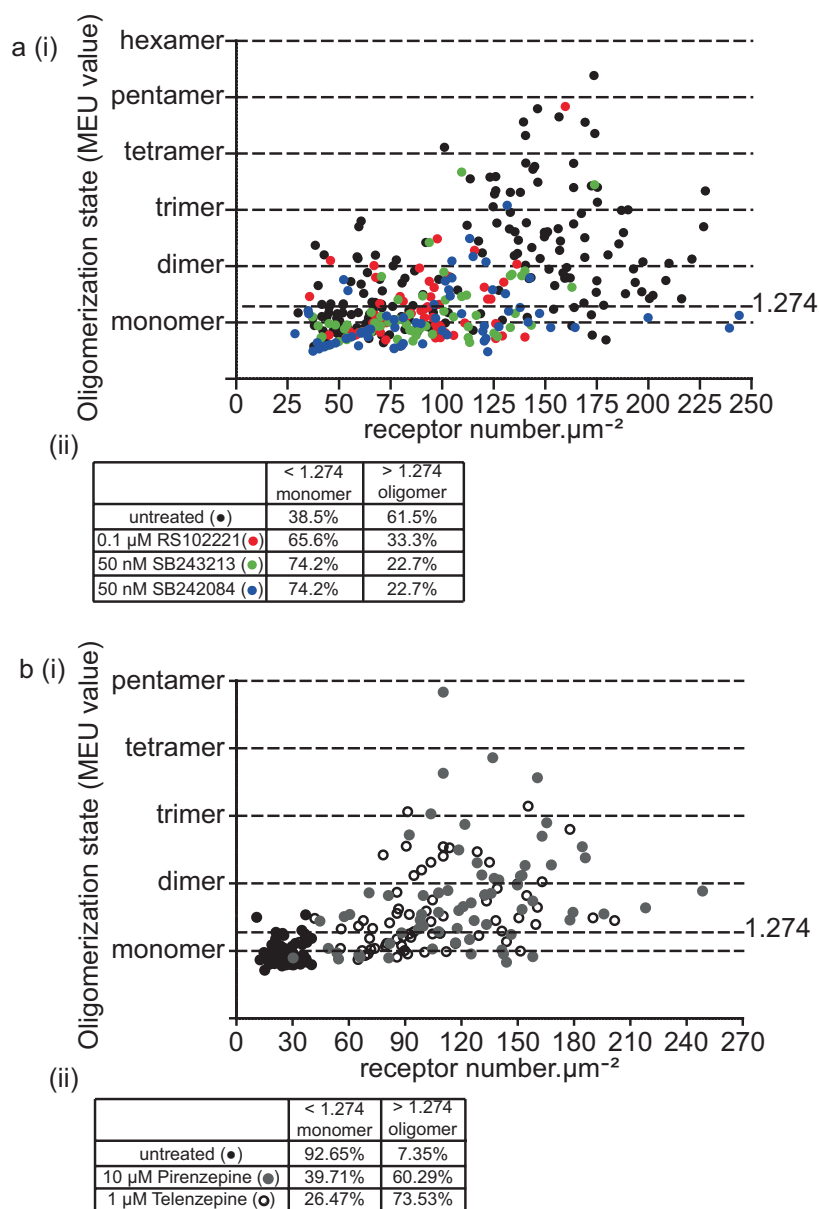 a (i)
Oligomerization state (MEU value)
hexamer
pentamer
tetramer
trimer
dimer
1.274
monomer
0 25 50 75 100 125 150 175 200 225 250
receptor number.µm⁻²
(ii)
< 1.274 monomer > 1.274 oligomer
untreated (●) 38.5% 61.5%
0.1 µM RS102221(●) 65.6% 33.3%
50 nM SB243213 (●) 74.2% 22.7%
50 nM SB242084 (●) 74.2% 22.7%
b (i)
Oligomerization state (MEU value)
pentamer
tetramer
trimer
dimer
1.274
monomer
0 30 60 90 120 150 180 210 240 270
receptor number.µm⁻²
(ii)
< 1.274 monomer > 1.274 oligomer
untreated (●) 92.65% 7.35%
10 µM Pirenzepine (●) 39.71% 60.29%
1 µM Telenzepine (○) 26.47% 73.53%